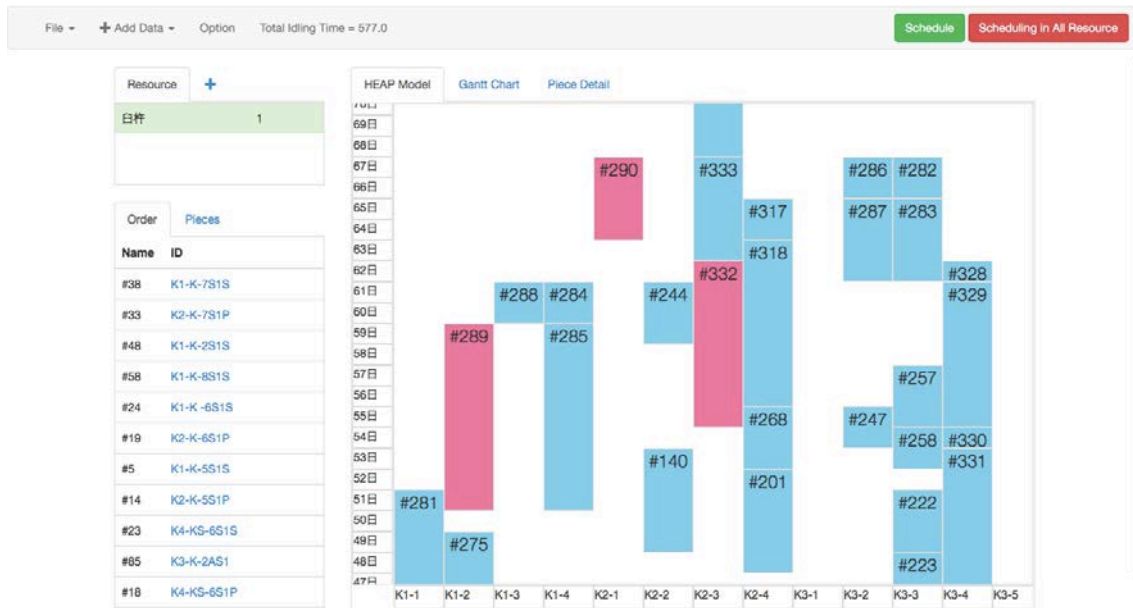 File
Add Data
Option
Total Idling Time = 577.0
Schedule
Scheduling in All Resource
Resource
臼杵 1
Order Pieces
Name ID
#38 K1-K-7S1S
#33 K2-K-7S1P
#48 K1-K-2S1S
#58 K1-K-8S1S
#24 K1-K -6S1S
#19 K2-K-6S1P
#5 K1-K-5S1S
#14 K2-K-5S1P
#23 K4-KS-6S1S
#85 K3-K-2AS1
#18 K4-KS-6S1P
HEAP Model Gantt Chart Piece Detail
69日
68日
67日 #290 #333 #286 #282
66日
65日 #317 #287 #283
64日
63日 #318
62日 #332 #328
61日 #288 #284 #244 #329
60日
59日 #289 #285
58日
57日 #257
56日
55日 #268 #247
54日 #258 #330
53日 #140 #331
52日 #201
51日 #281 #222
50日
49日 #275
48日 #223
47日
K1-1 K1-2 K1-3 K1-4 K2-1 K2-2 K2-3 K2-4 K3-1 K3-2 K3-3 K3-4 K3-5